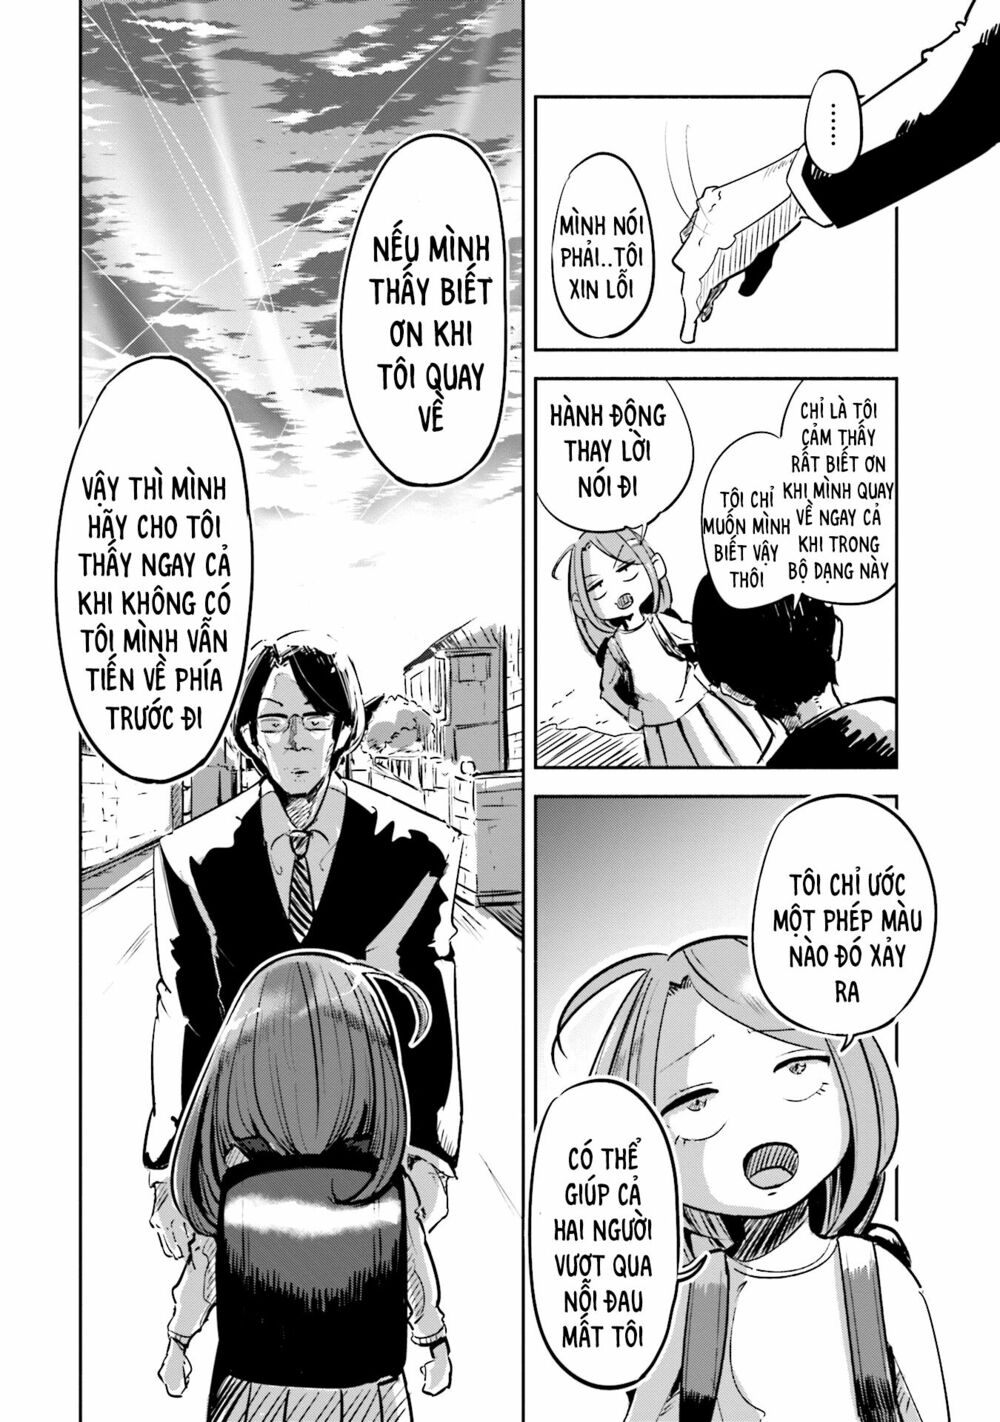 ......
MÌNH NÓI
PHẢI..TÔI
XIN LỖI
CHỈ LÀ TÔI
CẢM THẤY
RẤT BIẾT ƠN
KHI MÌNH QUAY
VỀ NGAY CẢ
KHI TRONG
BỘ DẠNG NÀY
TÔI CHỈ
MUỐN MÌNH
BIẾT VẬY
THÔI
HÀNH ĐỘNG
THAY LỜI
NÓI ĐI
TÔI CHỈ ƯỚC
MỘT PHÉP MÀU
NÀO ĐÓ XẢY
RA
CÓ THỂ
GIÚP CẢ
HAI NGƯỜI
VƯỢT QUA
NỖI ĐAU
MẤT TÔI
NẾU MÌNH
THẤY BIẾT
ƠN KHI
TÔI QUAY
VỀ
VẬY THÌ MÌNH
HÃY CHO TÔI
THẤY NGAY CẢ
KHI KHÔNG CÓ
TÔI MÌNH VẪN
TIẾN VỀ PHÍA
TRƯỚC ĐI